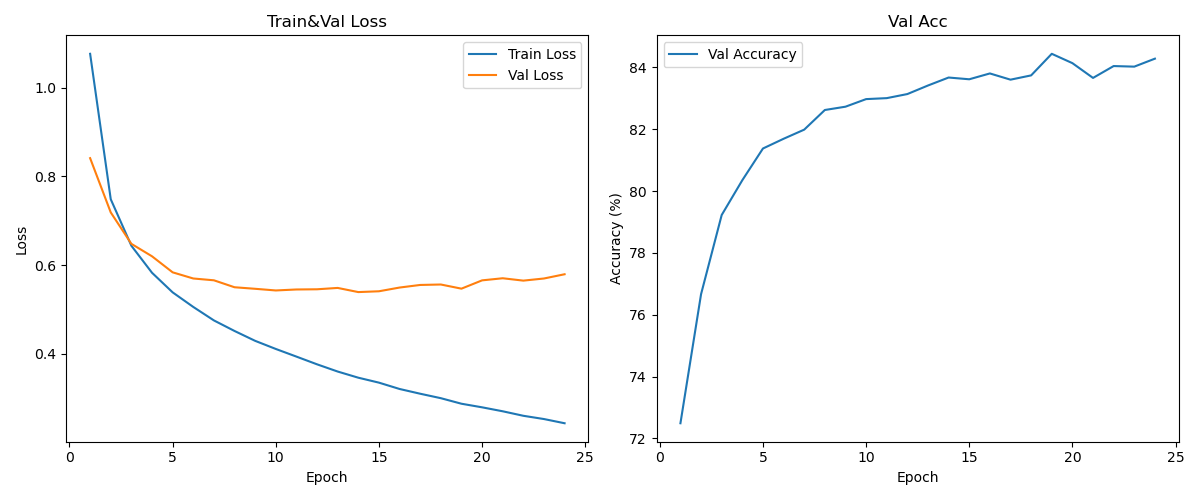 Train&Val Loss
Train Loss
Val Loss
Loss
1.0
0.8
0.6
0.4
0 5 10 15 20 25
Epoch
Val Acc
Val Accuracy
Accuracy (%)
84
82
80
78
76
74
72
0 5 10 15 20 25
Epoch